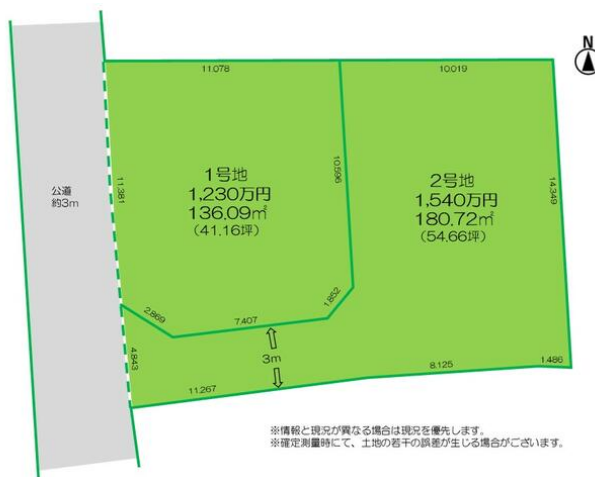 N
11.078
10.019
公道
約3m
11.381
1号地
1,230万円
136.09㎡
(41.16坪)
10.596
2号地
1,540万円
180.72㎡
(54.66坪)
14.349
2.869
7.407
1.852
4.843
3m
11.267
8.125
1.486
※情報と現況が異なる場合は現況を優先します。
※確定測量時にて、土地の若干の誤差が生じる場合がございます。